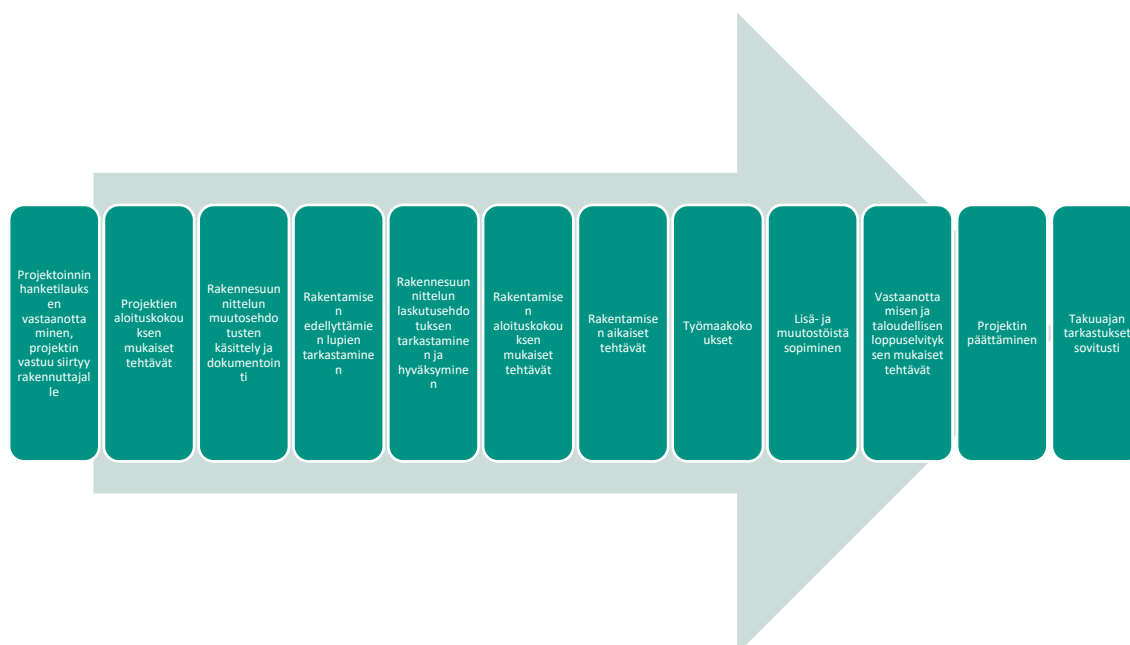 Projektoinnin
hanketilauks
en
vastaanotta
minen,
projektin
vastuu siirtyy
rakennuttajal
le
Projektien
aloituskokou
ksen
mukaiset
tehtävät
Rakennesuun
nittelun
muutosehdo
tusten
käsittely ja
dokumentoin
ti
Rakentamise
n
edellyttämie
n lupien
tarkastamine
n
Rakennesuun
nittelun
laskutusehdo
tuksen
tarkastamine
n ja
hyväksymine
n
Rakentamise
n
aloituskokou
ksen
mukaiset
tehtävät
Rakentamise
n aikaiset
tehtävät
Työmaakoko
ukset
Lisä- ja
muutostöistä
sopiminen
Vastaanotta
misen ja
taloudellisen
loppuselvityk
sen mukaiset
tehtävät
Projektin
päättäminen
Takuuajan
tarkastukset
sovitusti